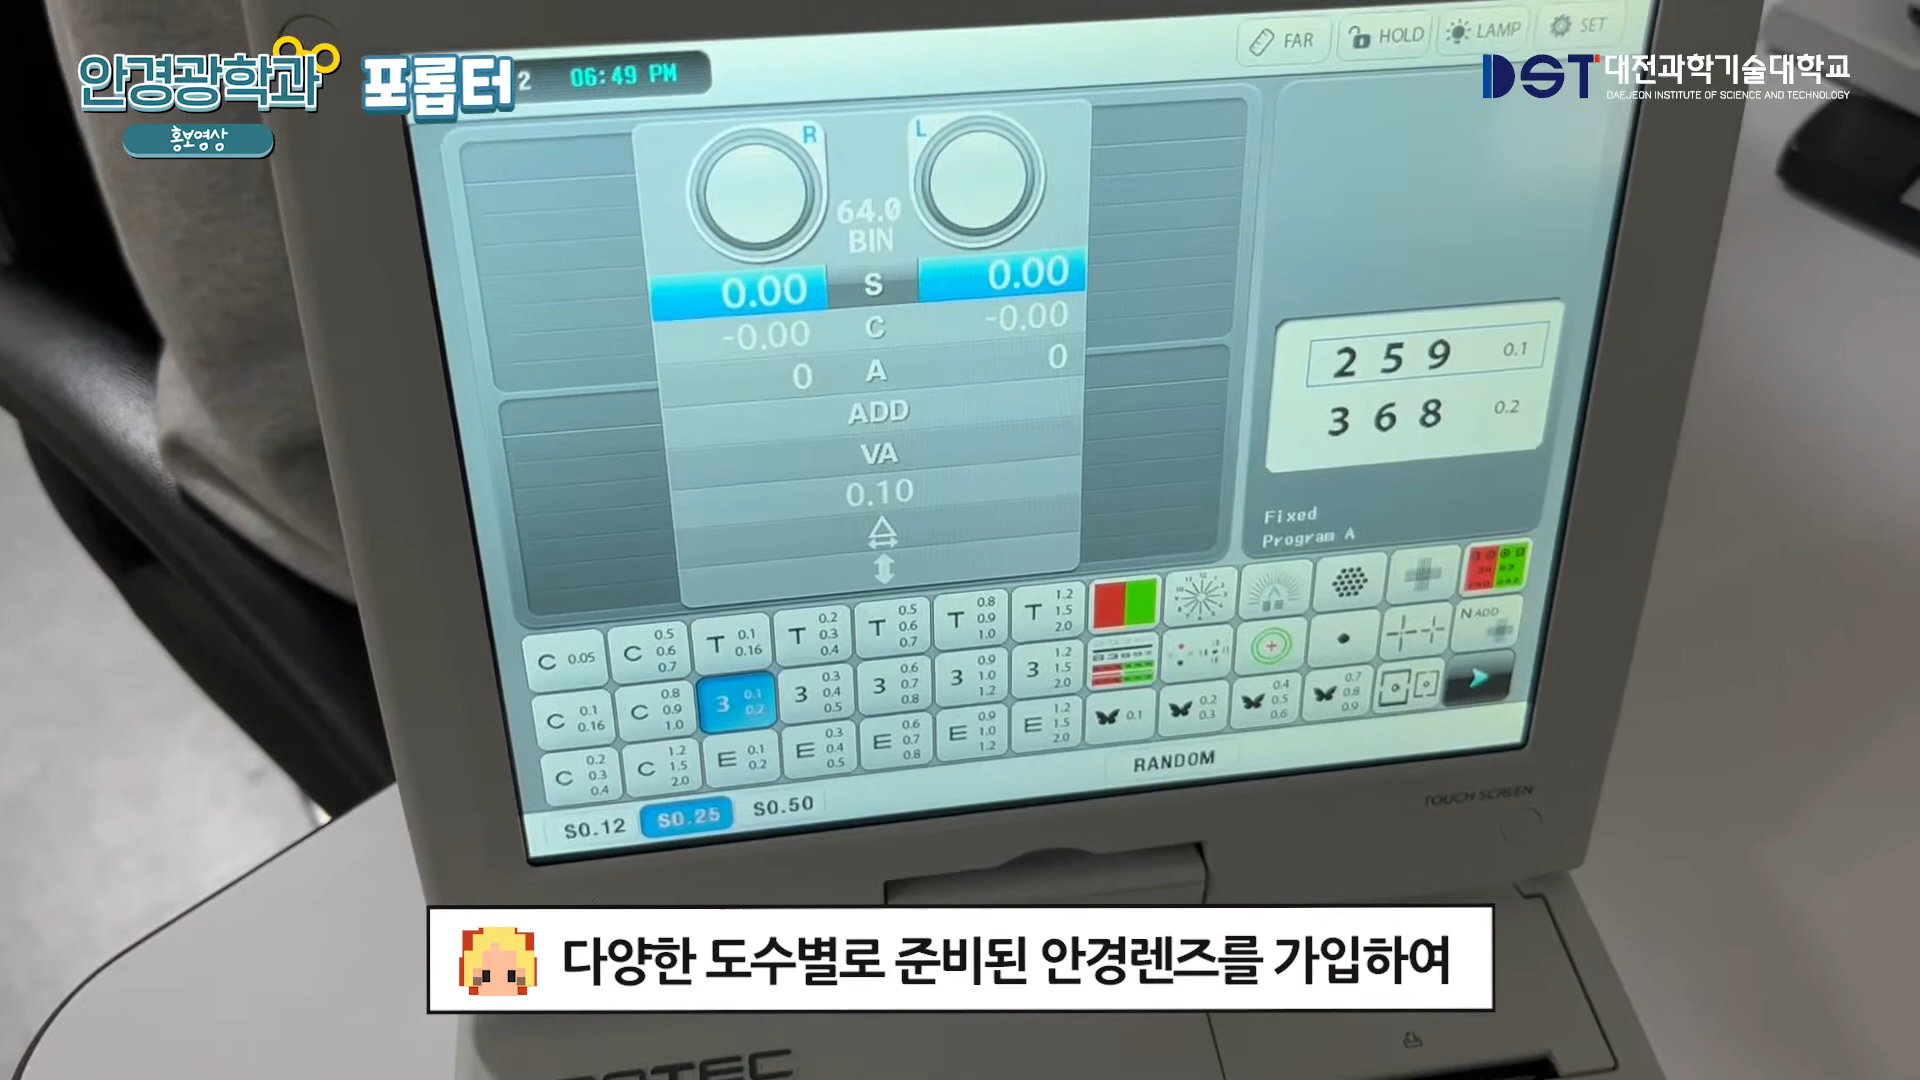 안경광학과
홍보영상
포롭터
2 06:49 PM
FAR
HOLD
LAMP
SET
DST 대전과학기술대학교
DAEJEON INSTITUTE OF SCIENCE AND TECHNOLOGY
R
L
64.0
BIN
0.00 S 0.00
-0.00 C -0.00
0 A 0
ADD
VA
0.10
2 5 9 0.1
3 6 8 0.2
Fixed
Program A
C 0.05
C 0.5 0.6 0.7
T 0.1 0.16
T 0.2 0.3 0.4
T 0.5 0.6 0.7
T 0.8 0.9 1.0
T 1.2 1.5 2.0
C 0.1 0.16
C 0.8 0.9 1.0
3 0.1 0.2
3 0.3 0.4 0.5
3 0.6 0.7 0.8
3 0.9 1.0 1.2
3 1.2 1.5 2.0
N ADD
C 0.2 0.3 0.4
C 1.2 1.5 2.0
E 0.1 0.2
E 0.3 0.4 0.5
E 0.6 0.7 0.8
E 0.9 1.0 1.2
E 1.2 1.5 2.0
0.1
0.2 0.3
0.4 0.5 0.6
0.7 0.8 0.9
RANDOM
S0.12 S0.25 S0.50
TOUCH SCREEN
다양한 도수별로 준비된 안경렌즈를 가입하여